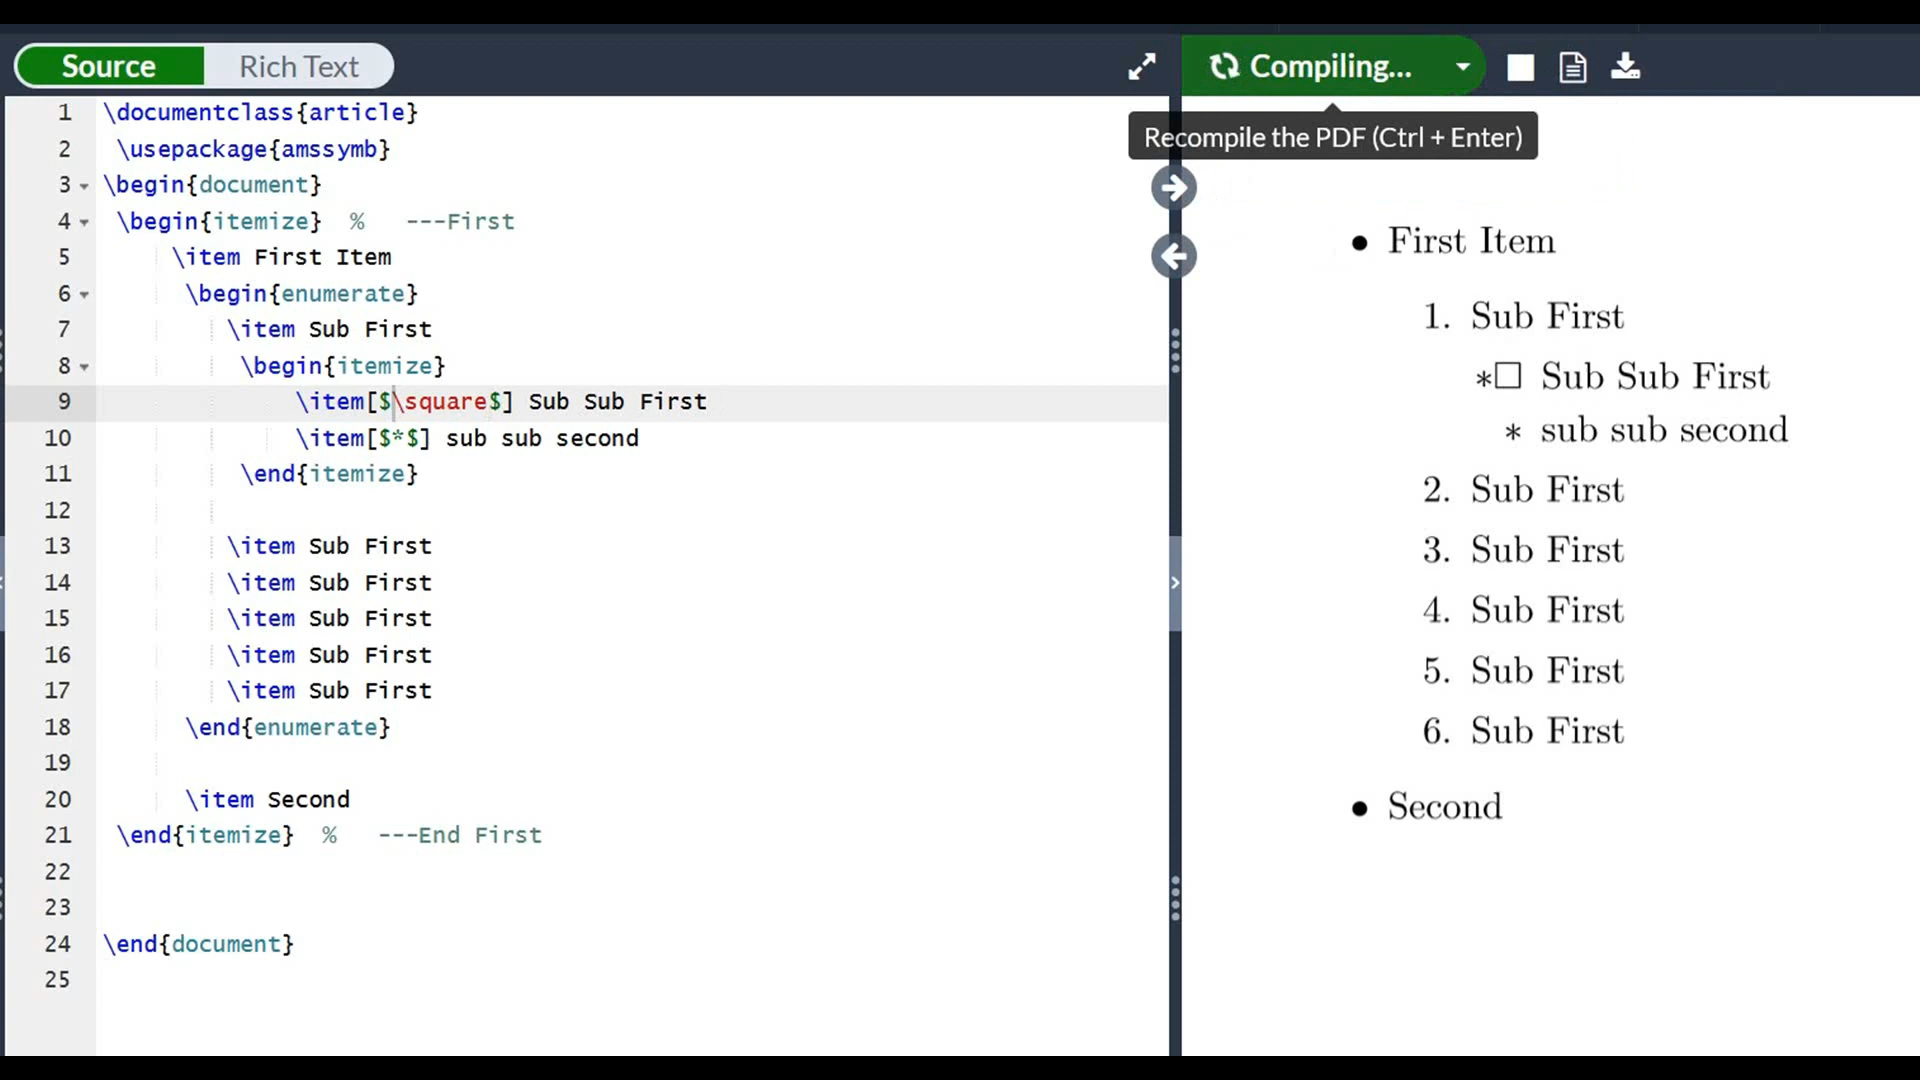 Source Rich Text
Compiling...
Recompile the PDF (Ctrl + Enter)
1 \documentclass{article}
2 \usepackage{amssymb}
3 \begin{document}
4 \begin{itemize} % ---First
5 \item First Item
6 \begin{enumerate}
7 \item Sub First
8 \begin{itemize}
9 \item[$\square$] Sub Sub First
10 \item[$*$] sub sub second
11 \end{itemize}
12
13 \item Sub First
14 \item Sub First
15 \item Sub First
16 \item Sub First
17 \item Sub First
18 \end{enumerate}
19
20 \item Second
21 \end{itemize} % ---End First
22
23
24 \end{document}
25
• First Item
1. Sub First
*□ Sub Sub First
* sub sub second
2. Sub First
3. Sub First
4. Sub First
5. Sub First
6. Sub First
• Second